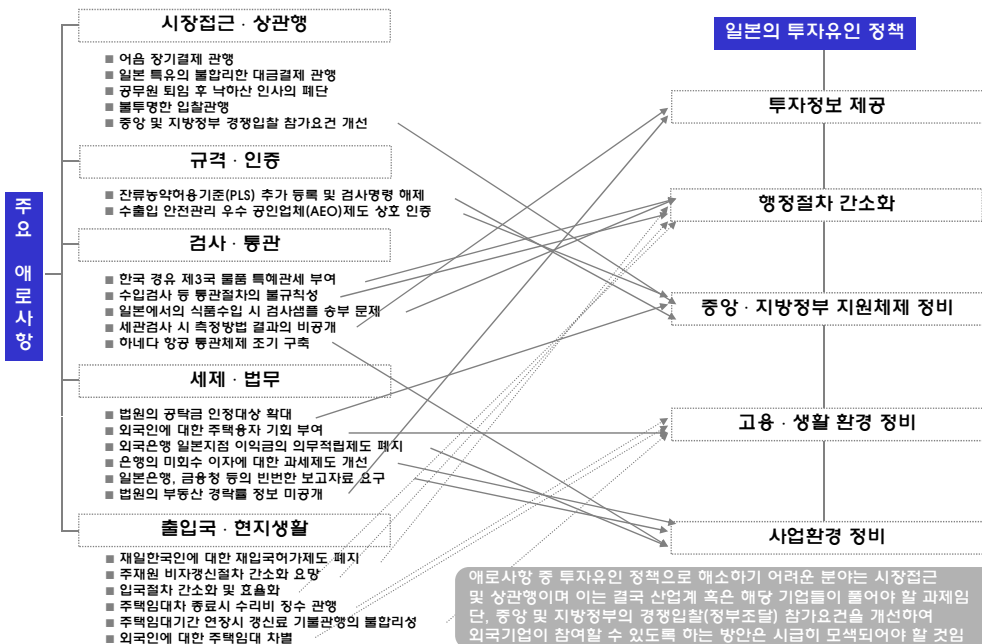 주요 애로사항
시장접근 · 상관행
■ 어음 장기결제 관행
■ 일본 특유의 불합리한 대금결제 관행
■ 공무원 퇴임 후 낙하산 인사의 폐단
■ 불투명한 입찰관행
■ 중앙 및 지방정부 경쟁입찰 참가요건 개선
규격 · 인증
■ 잔류농약허용기준(PLS) 추가 등록 및 검사명령 해제
■ 수출입 안전관리 우수 공인업체(AEO)제도 상호 인증
검사 · 통관
■ 한국 경유 제3국 물품 특혜관세 부여
■ 수입검사 등 통관절차의 불규칙성
■ 일본에서의 식품수입 시 검사샘플 송부 문제
■ 세관검사 시 측정방법 결과의 비공개
■ 하네다 항공 통관체제 조기 구축
세제 · 법무
■ 법원의 공탁금 인정대상 확대
■ 외국인에 대한 주택융자 기회 부여
■ 외국은행 일본지점 이익금의 의무적립제도 폐지
■ 은행의 미회수 이자에 대한 과세제도 개선
■ 일본은행, 금융청 등의 빈번한 보고자료 요구
■ 법원의 부동산 경락률 정보 미공개
출입국 · 현지생활
■ 재일한국인에 대한 재입국허가제도 폐지
■ 주재원 비자갱신절차 간소화 요망
■ 입국절차 간소화 및 효율화
■ 주택임대차 종료시 수리비 징수 관행
■ 주택임대기간 연장시 갱신료 기불관행의 불합리성
■ 외국인에 대한 주택임대 차별
일본의 투자유인 정책
투자정보 제공
행정절차 간소화
중앙 · 지방정부 지원체제 정비
고용 · 생활 환경 정비
사업환경 정비
애로사항 중 투자유인 정책으로 해소하기 어려운 분야는 시장접근
및 상관행이며 이는 결국 산업계 혹은 해당 기업들이 풀어야 할 과제임
단, 중앙 및 지방정부의 경쟁입찰(정부조달) 참가요건을 개선하여
외국기업이 참여할 수 있도록 하는 방안은 시급히 모색되어야 할 것임